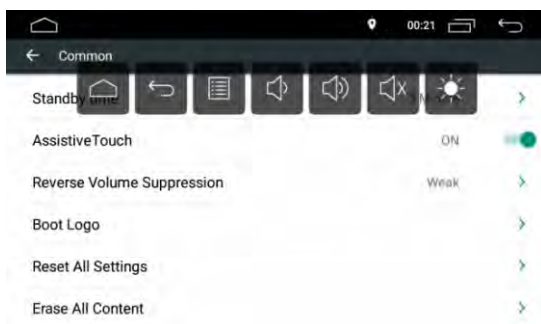 00:21
Common
Standby
AssistiveTouch ON
Reverse Volume Suppression Weak
Boot Logo
Reset All Settings
Erase All Content